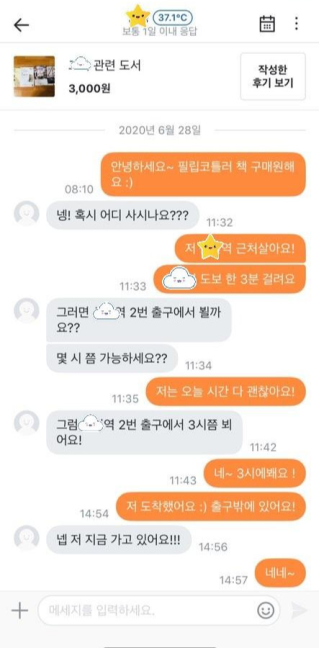 37.1°C
보통 1일 이내 응답
관련 도서
3,000원
작성한
후기 보기
2020년 6월 28일
안녕하세요~ 필립코틀러 책 구매원해
요 :)
08:10
넹! 혹시 어디 사시나요???
11:32
저 역 근처살아요!
도보 한 3분 걸려요
11:33
그러면 역 2번 출구에서 뵐까
요??
몇 시 쯤 가능하세요??
11:34
저는 오늘 시간 다 괜찮아요!
11:35
그럼 역 2번 출구에서 3시쯤 뵈
어요!
11:42
네~ 3시에봬요 !
11:43
저 도착했어요 :) 출구밖에 있어요!
14:54
넵 저 지금 가고 있어요!!!
14:56
네네~
14:57
메세지를 입력하세요.